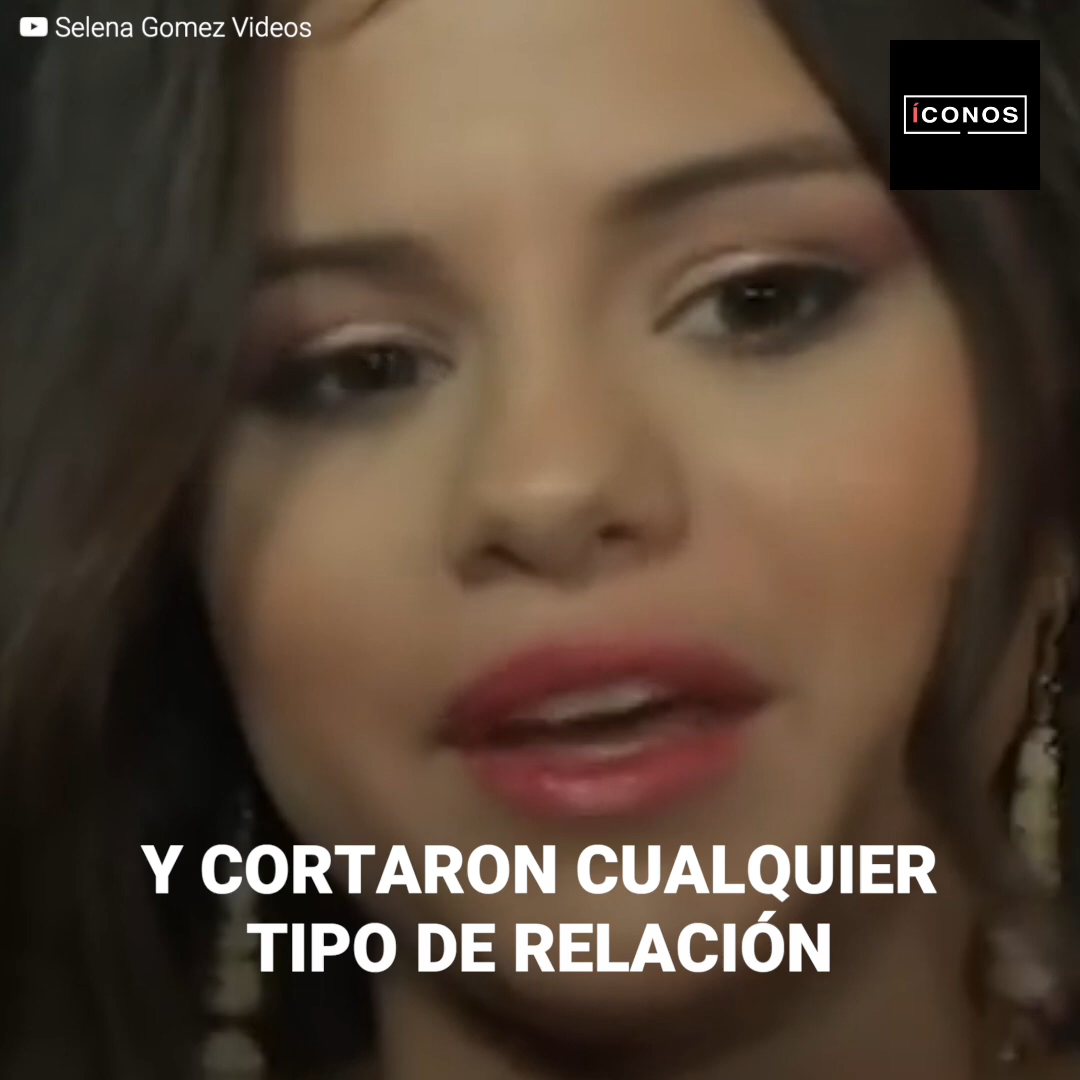 Selena Gomez Videos
ÍCONOS
Y CORTARON CUALQUIER
TIPO DE RELACIÓN